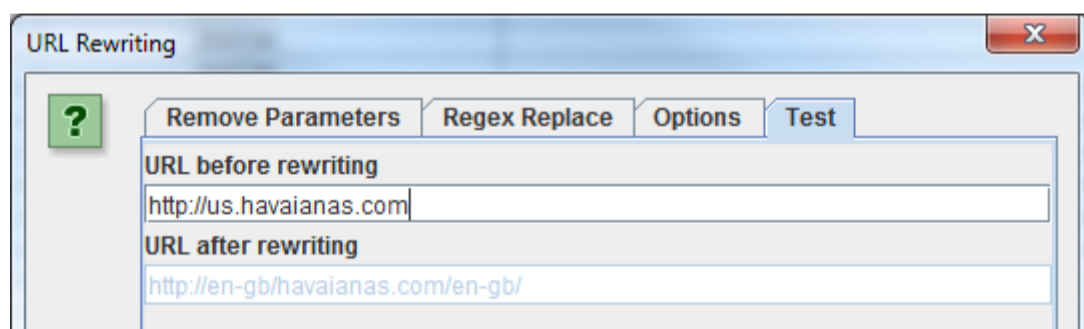 URL Rewriting
X
?
Remove Parameters Regex Replace Options Test
URL before rewriting
http://us.havaianas.com
URL after rewriting
http://en-gb/havaianas.com/en-gb/